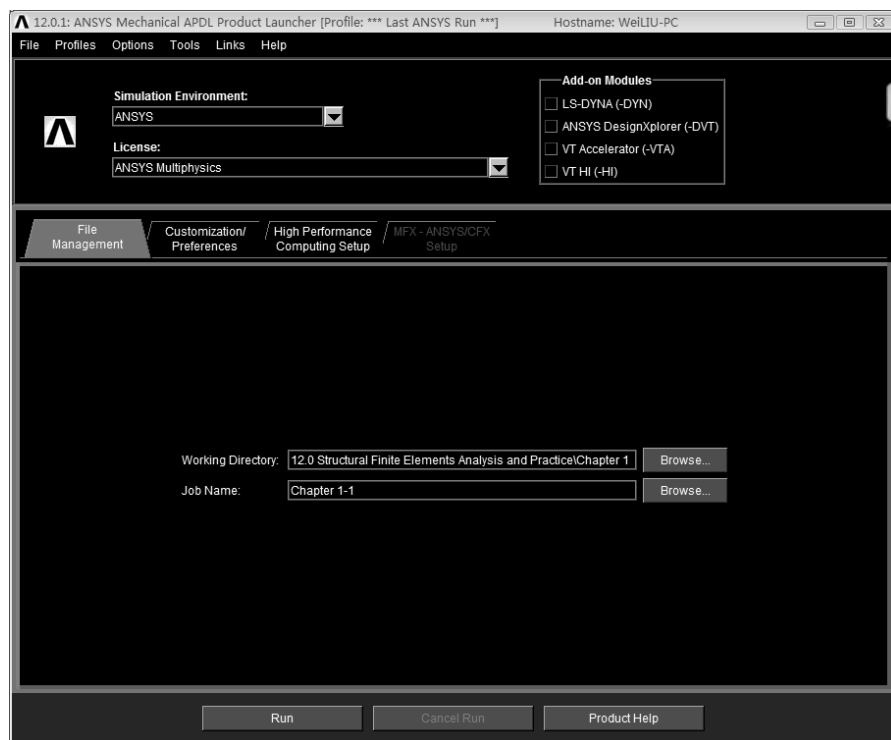 12.0.1: ANSYS Mechanical APDL Product Launcher [Profile: *** Last ANSYS Run ***] Hostname: WeiLIU-PC
File Profiles Options Tools Links Help
Simulation Environment:
ANSYS
License:
ANSYS Multiphysics
Add-on Modules
LS-DYNA (-DYN)
ANSYS DesignXplorer (-DVT)
VT Accelerator (-VTA)
VT HI (-HI)
File
Management
Customization/
Preferences
High Performance
Computing Setup
MFX - ANSYS/CFX
Setup
Working Directory: 12.0 Structural Finite Elements Analysis and Practice\Chapter 1 Browse...
Job Name: Chapter 1-1 Browse...
Run Cancel Run Product Help